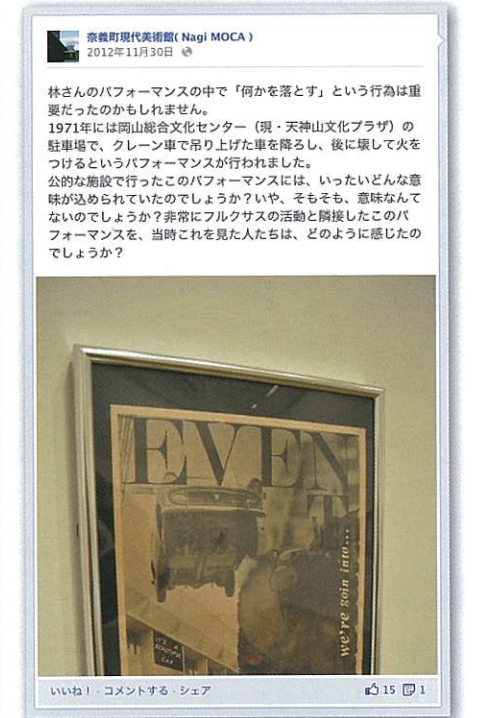 奈義町現代美術館( Nagi MOCA )
2012年11月30日
林さんのパフォーマンスの中で「何かを落とす」という行為は重
要だったのかもしれません。
1971年には岡山総合文化センター（現・天神山文化プラザ）の
駐車場で、クレーン車で吊り上げた車を降ろし、後に壊して火を
つけるというパフォーマンスが行われました。
公的な施設で行ったこのパフォーマンスには、いったいどんな意
味が込められていたのでしょうか？いや、そもそも、意味なんて
ないのでしょうか？非常にフルクサスの活動と隣接したこのパ
フォーマンスを、当時これを見た人たちは、どのように感じたの
でしょうか？
EVEN
T
we're goin into...
IT'S A
BEAUTIFUL
CAR
いいね！・コメントする・シェア
15 1